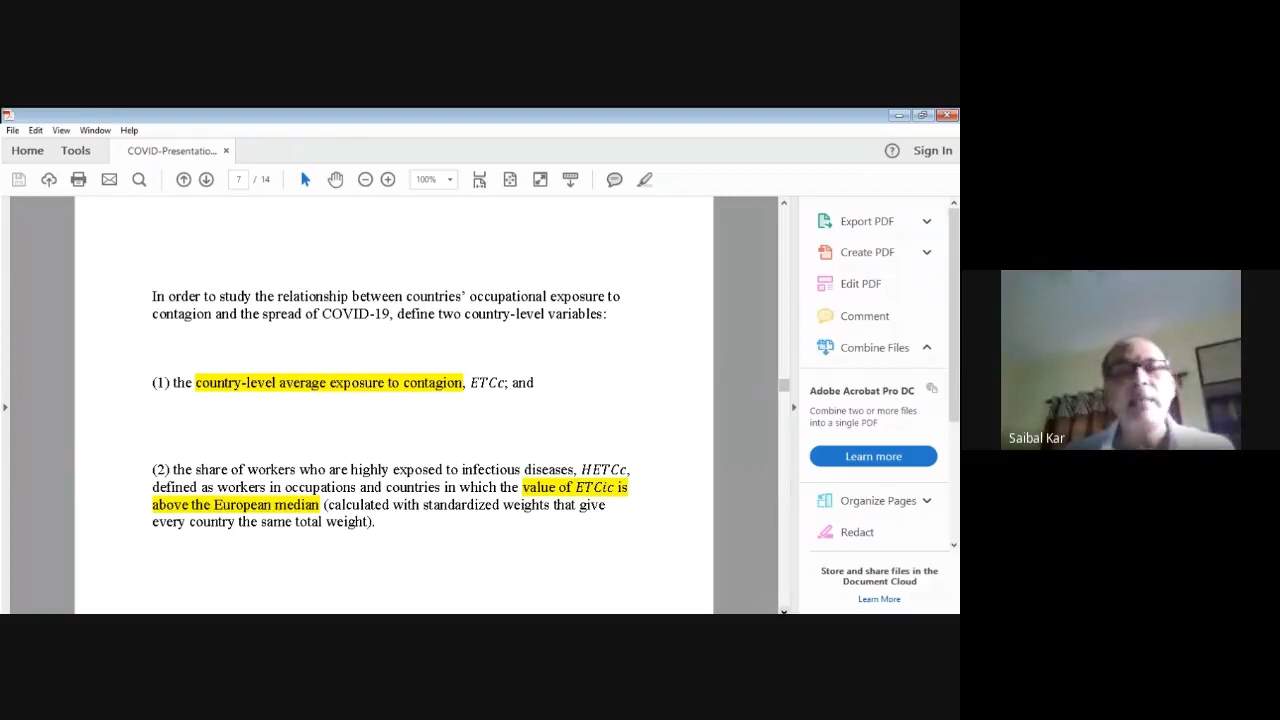 File Edit View Window Help
Home Tools COVID-Presentatio... × Sign In
7 / 14 100%
In order to study the relationship between countries’ occupational exposure to
contagion and the spread of COVID-19, define two country-level variables:
(1) the country-level average exposure to contagion, ETCc; and
(2) the share of workers who are highly exposed to infectious diseases, HETCc,
defined as workers in occupations and countries in which the value of ETCic is
above the European median (calculated with standardized weights that give
every country the same total weight).
Export PDF
Create PDF
Edit PDF
Comment
Combine Files
Adobe Acrobat Pro DC
Combine two or more files
into a single PDF
Learn more
Organize Pages
Redact
Store and share files in the
Document Cloud
Learn More
Saibal Kar